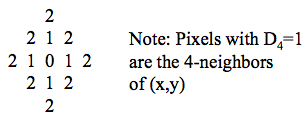 2
2 1 2
2 1 0 1 2
2 1 2
2
Note: Pixels with D₄=1
are the 4-neighbors
of (x,y)